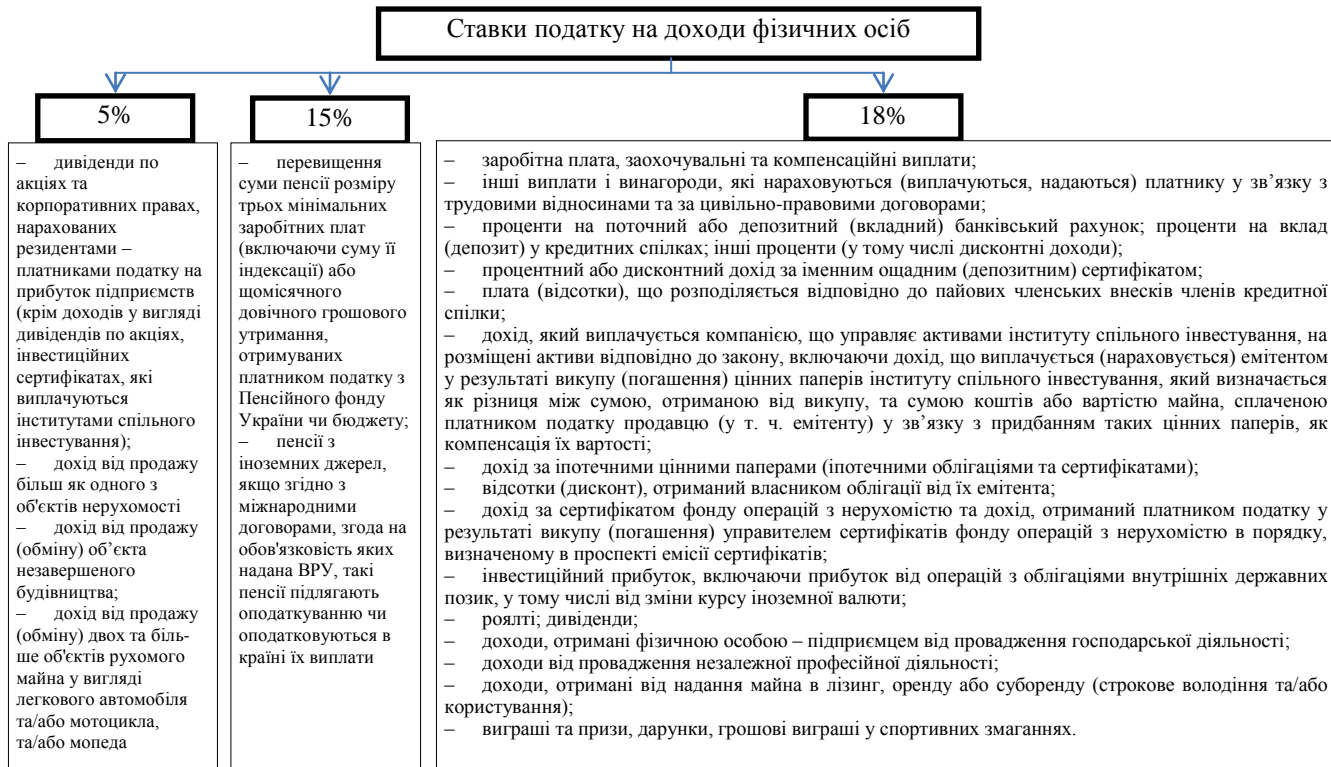 Ставки податку на доходи фізичних осіб
5%
15%
18%
– дивіденди по
акціях та
корпоративних правах,
нарахованих
резидентами –
платниками податку на
прибуток підприємств
(крім доходів у вигляді
дивідендів по акціях,
інвестиційних
сертифікатах, які
виплачуються
інститутами спільного
інвестування);
– дохід від продажу
більш як одного з
об'єктів нерухомості
– дохід від продажу
(обміну) об’єкта
незавершеного
будівництва;
– дохід від продажу
(обміну) двох та біль-
ше об'єктів рухомого
майна у вигляді
легкового автомобіля
та/або мотоцикла,
та/або мопеда
– перевищення
суми пенсії розміру
трьох мінімальних
заробітних плат
(включаючи суму її
індексації) або
щомісячного
довічного грошового
утримання,
отримуваних
платником податку з
Пенсійного фонду
України чи бюджету;
– пенсії з
іноземних джерел,
якщо згідно з
міжнародними
договорами, згода на
обов'язковість яких
надана ВРУ, такі
пенсії підлягають
оподаткуванню чи
оподатковуються в
країні їх виплати
– заробітна плата, заохочувальні та компенсаційні виплати;
– інші виплати і винагороди, які нараховуються (виплачуються, надаються) платнику у зв’язку з
трудовими відносинами та за цивільно-правовими договорами;
– проценти на поточний або депозитний (вкладний) банківський рахунок; проценти на вклад
(депозит) у кредитних спілках; інші проценти (у тому числі дисконтні доходи);
– процентний або дисконтний дохід за іменним ощадним (депозитним) сертифікатом;
– плата (відсотки), що розподіляється відповідно до пайових членських внесків членів кредитної
спілки;
– дохід, який виплачується компанією, що управляє активами інституту спільного інвестування, на
розміщені активи відповідно до закону, включаючи дохід, що виплачується (нараховується) емітентом
у результаті викупу (погашення) цінних паперів інституту спільного інвестування, який визначається
як різниця між сумою, отриманою від викупу, та сумою коштів або вартістю майна, сплаченою
платником податку продавцю (у т. ч. емітенту) у зв’язку з придбанням таких цінних паперів, як
компенсація їх вартості;
– дохід за іпотечними цінними паперами (іпотечними облігаціями та сертифікатами);
– відсотки (дисконт), отриманий власником облігації від їх емітента;
– дохід за сертифікатом фонду операцій з нерухомістю та дохід, отриманий платником податку у
результаті викупу (погашення) управителем сертифікатів фонду операцій з нерухомістю в порядку,
визначеному в проспекті емісії сертифікатів;
– інвестиційний прибуток, включаючи прибуток від операцій з облігаціями внутрішніх державних
позик, у тому числі від зміни курсу іноземної валюти;
– роялті; дивіденди;
– доходи, отримані фізичною особою – підприємцем від провадження господарської діяльності;
– доходи від провадження незалежної професійної діяльності;
– доходи, отримані від надання майна в лізинг, оренду або суборенду (строкове володіння та/або
користування);
– виграші та призи, дарунки, грошові виграші у спортивних змаганнях.